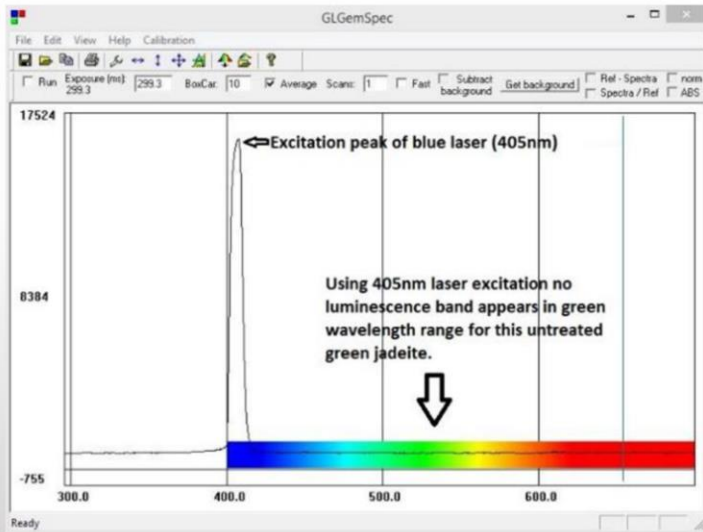 GLGemSpec
File Edit View Help Calibration
Run Exposure (ms): 299.3 299.3 BoxCar: 10 Average Scans: 1 Fast Subtract background Get background Ref - Spectra Spectra / Ref norm ABS
17524
Excitation peak of blue laser (405nm)
8384
Using 405nm laser excitation no
luminescence band appears in green
wavelength range for this untreated
green jadeite.
-755
300.0 400.0 500.0 600.0
Ready